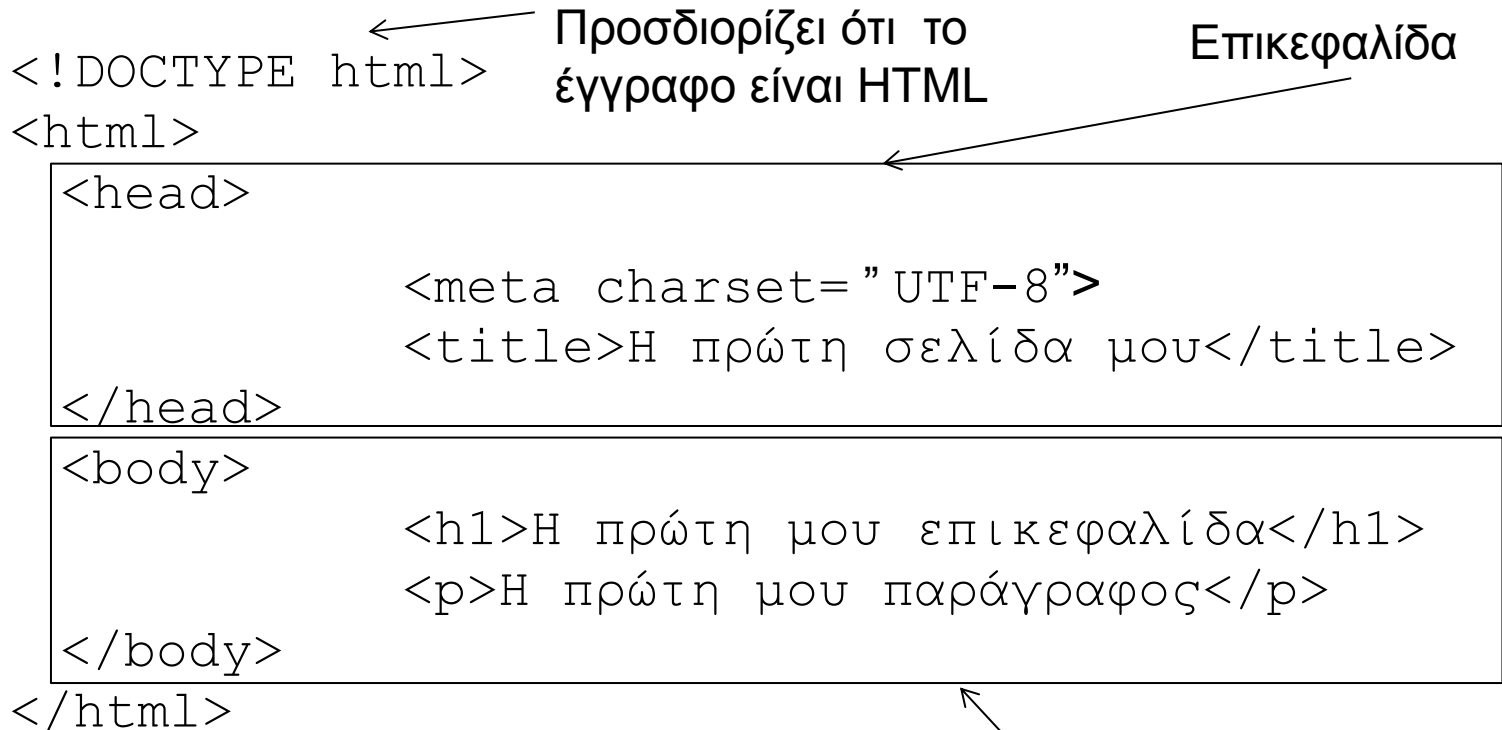 Προσδιορίζει ότι το
έγγραφο είναι HTML
Επικεφαλίδα
<!DOCTYPE html>
<html>
<head>
<meta charset=”UTF-8”>
<title>Η πρώτη σελίδα μου</title>
</head>
<body>
<h1>Η πρώτη μου επικεφαλίδα</h1>
<p>Η πρώτη μου παράγραφος</p>
</body>
</html>